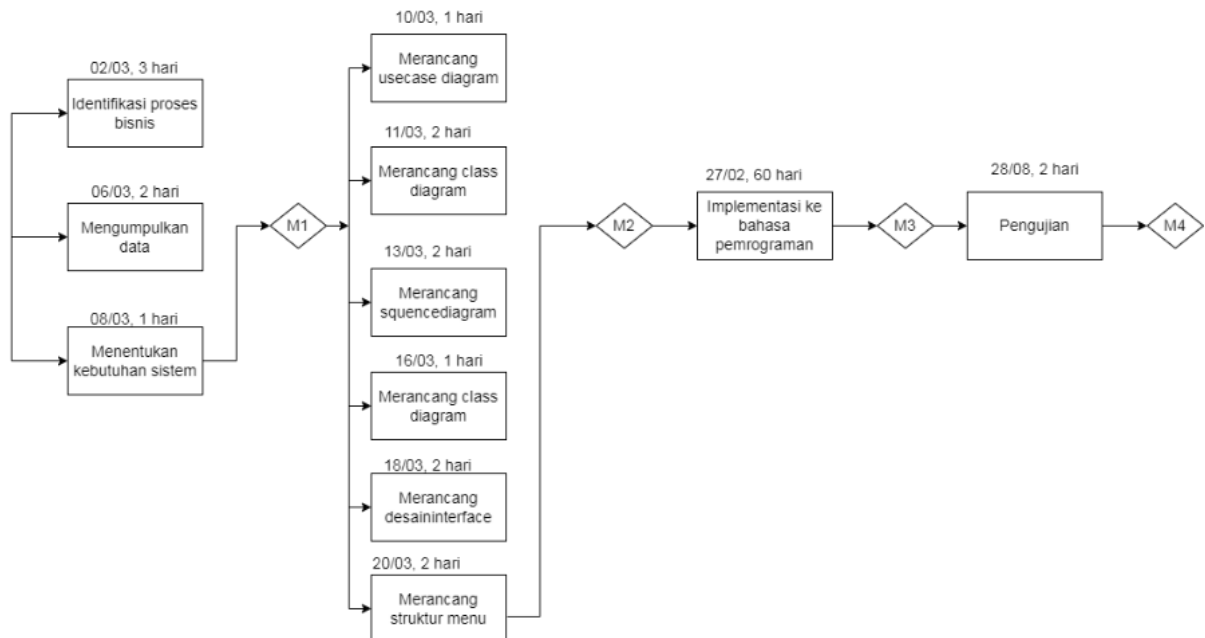 02/03, 3 hari
Identifikasi proses
bisnis
06/03, 2 hari
Mengumpulkan
data
08/03, 1 hari
Menentukan
kebutuhan sistem
M1
10/03, 1 hari
Merancang
usecase diagram
11/03, 2 hari
Merancang class
diagram
13/03, 2 hari
Merancang
squencediagram
16/03, 1 hari
Merancang class
diagram
18/03, 2 hari
Merancang
desaininterface
20/03, 2 hari
Merancang
struktur menu
M2
27/02, 60 hari
Implementasi ke
bahasa
pemrograman
M3
28/08, 2 hari
Pengujian
M4